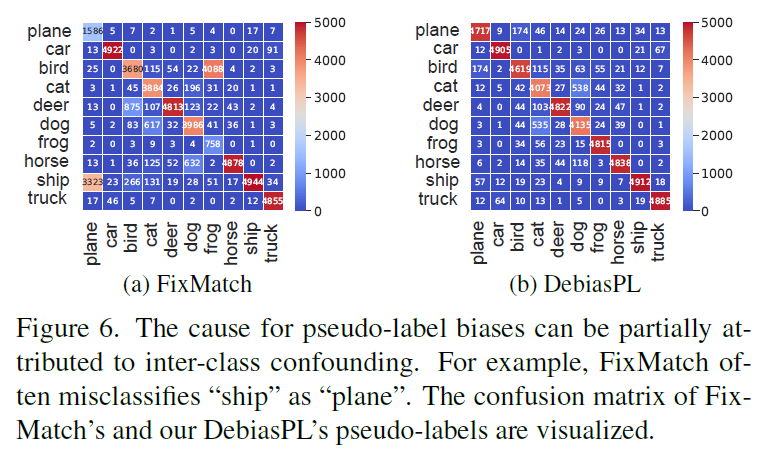 plane 1586 5 7 2 1 5 4 0 17 7
car 13 4922 0 3 0 2 3 0 20 91
bird 25 0 3680 115 54 22 4088 4 2 3
cat 3 1 45 3884 26 196 31 20 1 1
deer 13 0 875 107 4813 123 22 43 2 4
dog 5 2 83 617 32 3986 41 36 1 3
frog 2 0 3 9 3 4 758 0 0 0
horse 13 1 36 125 52 632 1 4878 0 2
ship 3323 23 266 131 19 28 51 17 4944 34
truck 17 46 5 7 0 2 0 2 12 4855
plane car bird cat deer dog frog horse ship truck
5000
4000
3000
2000
1000
0
(a) FixMatch
plane 4717 9 174 46 14 24 26 13 34 13
car 12 4905 0 1 2 3 0 0 21 67
bird 174 2 4619 115 35 63 55 21 12 7
cat 32 5 42 4073 27 538 44 32 1 2
deer 4 0 44 103 4822 90 24 47 1 2
dog 3 1 44 535 28 4135 24 39 0 1
frog 3 0 34 56 23 15 4815 0 0 3
horse 6 2 14 35 44 118 3 4838 0 2
ship 57 12 19 23 4 9 9 7 4912 18
truck 12 64 10 13 1 5 0 3 19 4885
plane car bird cat deer dog frog horse ship truck
5000
4000
3000
2000
1000
0
(b) DebiasPL
Figure 6. The cause for pseudo-label biases can be partially at-
tributed to inter-class confounding. For example, FixMatch of-
ten misclassifies “ship” as “plane”. The confusion matrix of Fix-
Match’s and our DebiasPL’s pseudo-labels are visualized.